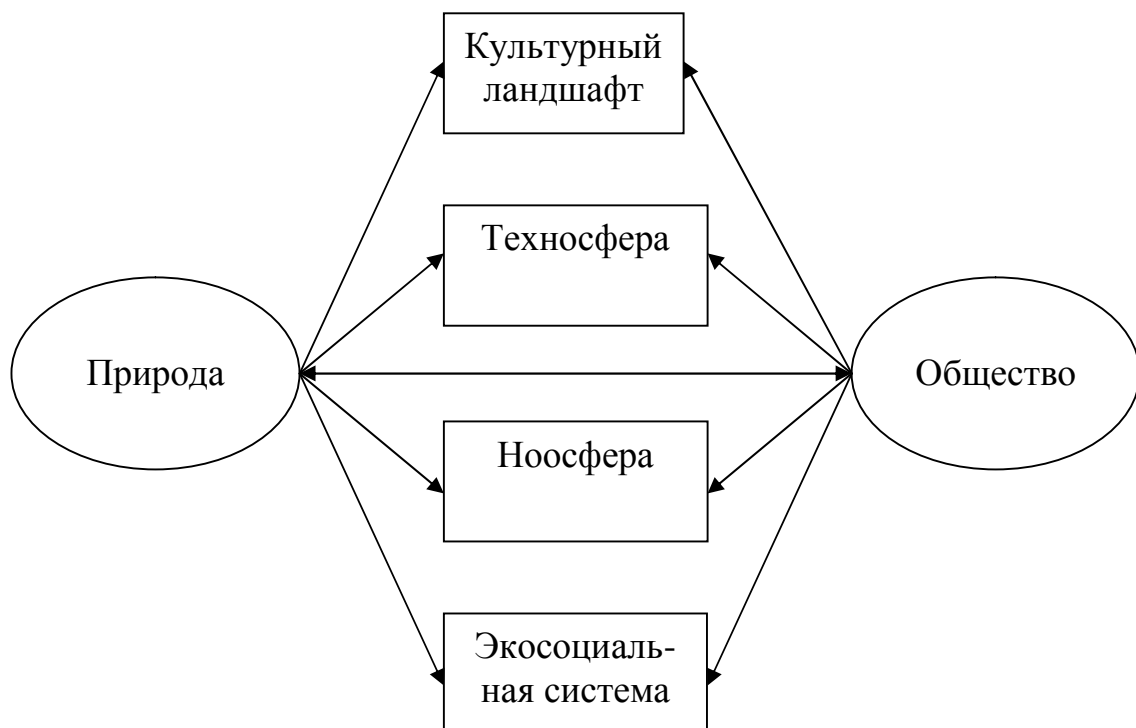 Культурный
ландшафт
Техносфера
Природа
Общество
Ноосфера
Экосоциаль-
ная система